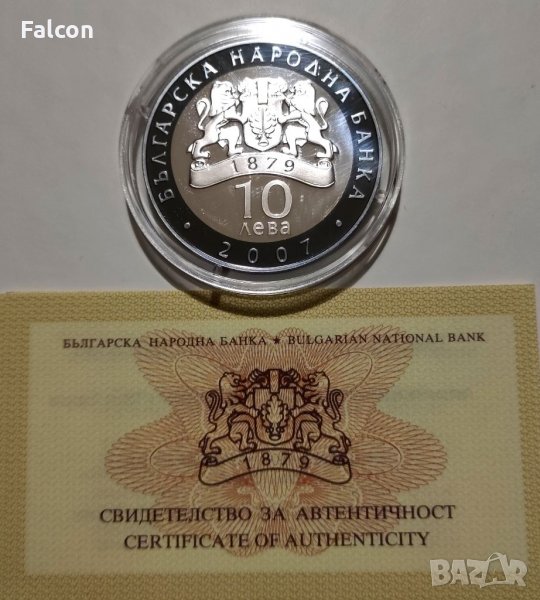 Falcon
БЪЛГАРСКА НАРОДНА БАНКА
1879
10
лева
• 2007 •
БЪЛГАРСКА НАРОДНА БАНКА ★ BULGARIAN NATIONAL BANK
1879
СВИДЕТЕЛСТВО ЗА АВТЕНТИЧНОСТ
CERTIFICATE OF AUTHENTICITY
BAZAR